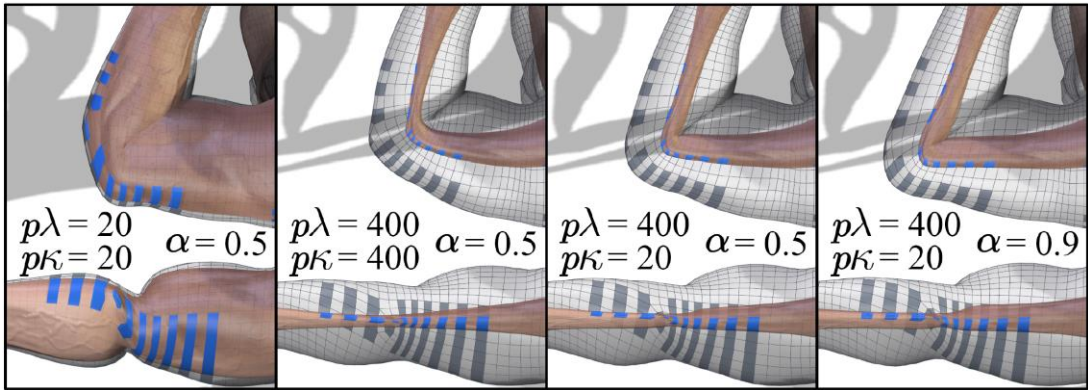 pλ = 20
pκ = 20
α = 0.5
pλ = 400
pκ = 400
α = 0.5
pλ = 400
pκ = 20
α = 0.5
pλ = 400
pκ = 20
α = 0.9